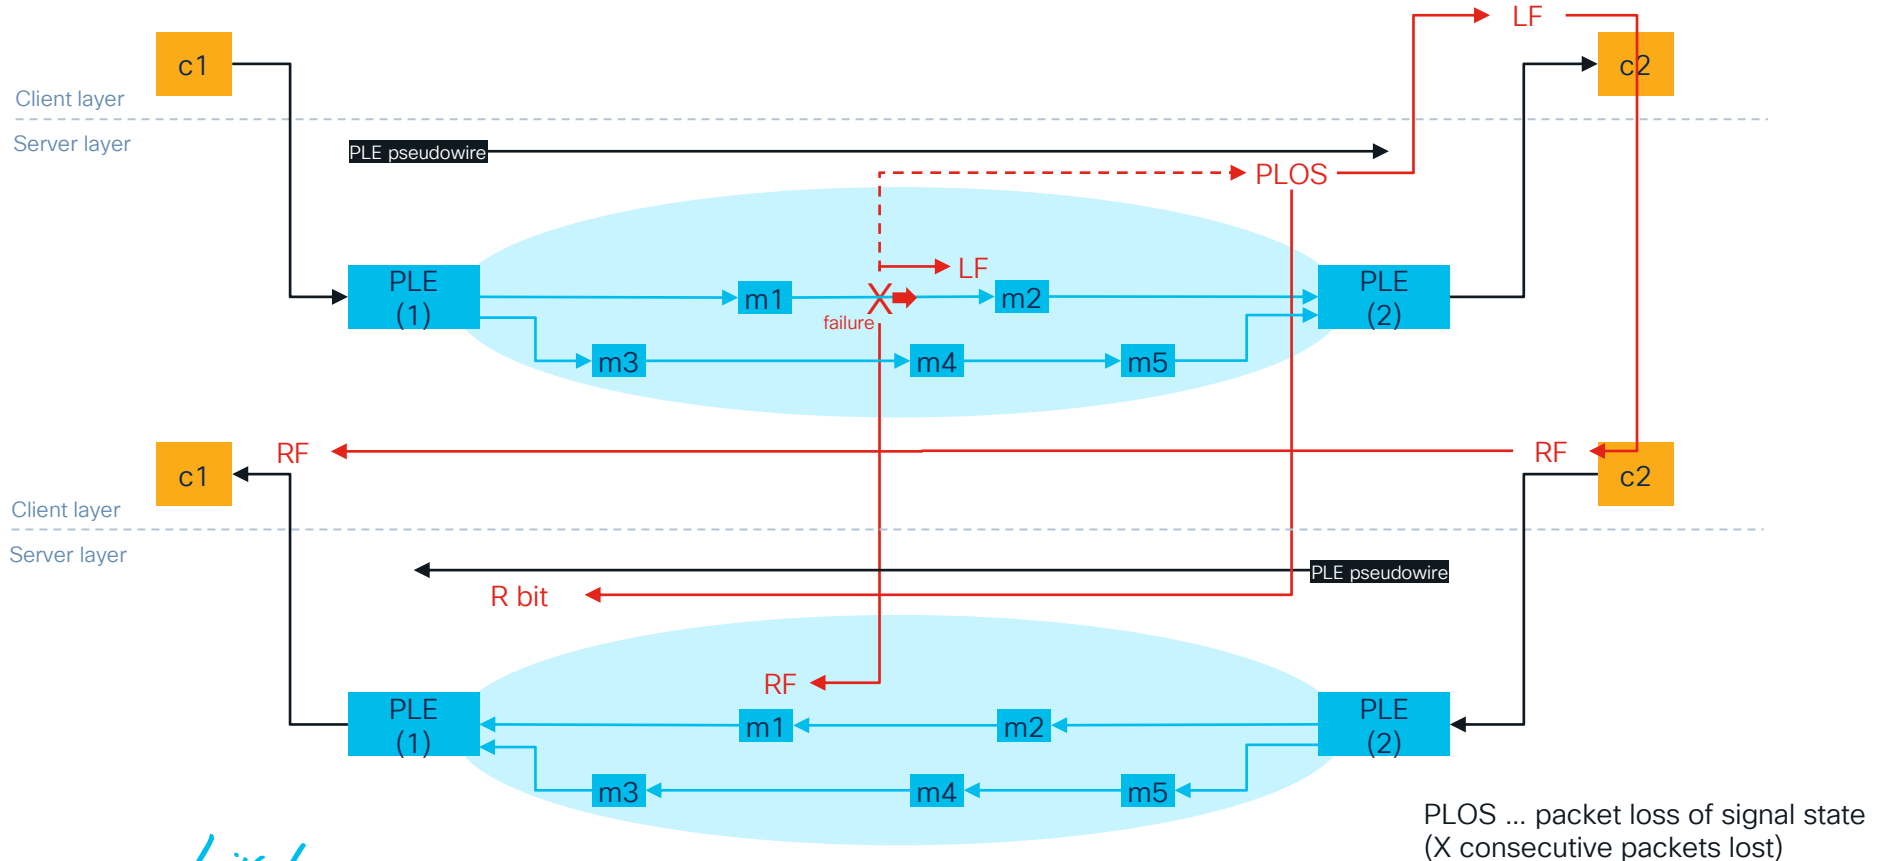 LF
c1
c2
Client layer
Server layer
PLE pseudowire
PLOS
LF
PLE
(1)
m1
X
m2
PLE
(2)
failure
m3
m4
m5
RF
RF
c1
c2
Client layer
Server layer
PLE pseudowire
R bit
RF
PLE
(1)
m1
m2
PLE
(2)
m3
m4
m5
PLOS ... packet loss of signal state
(X consecutive packets lost)